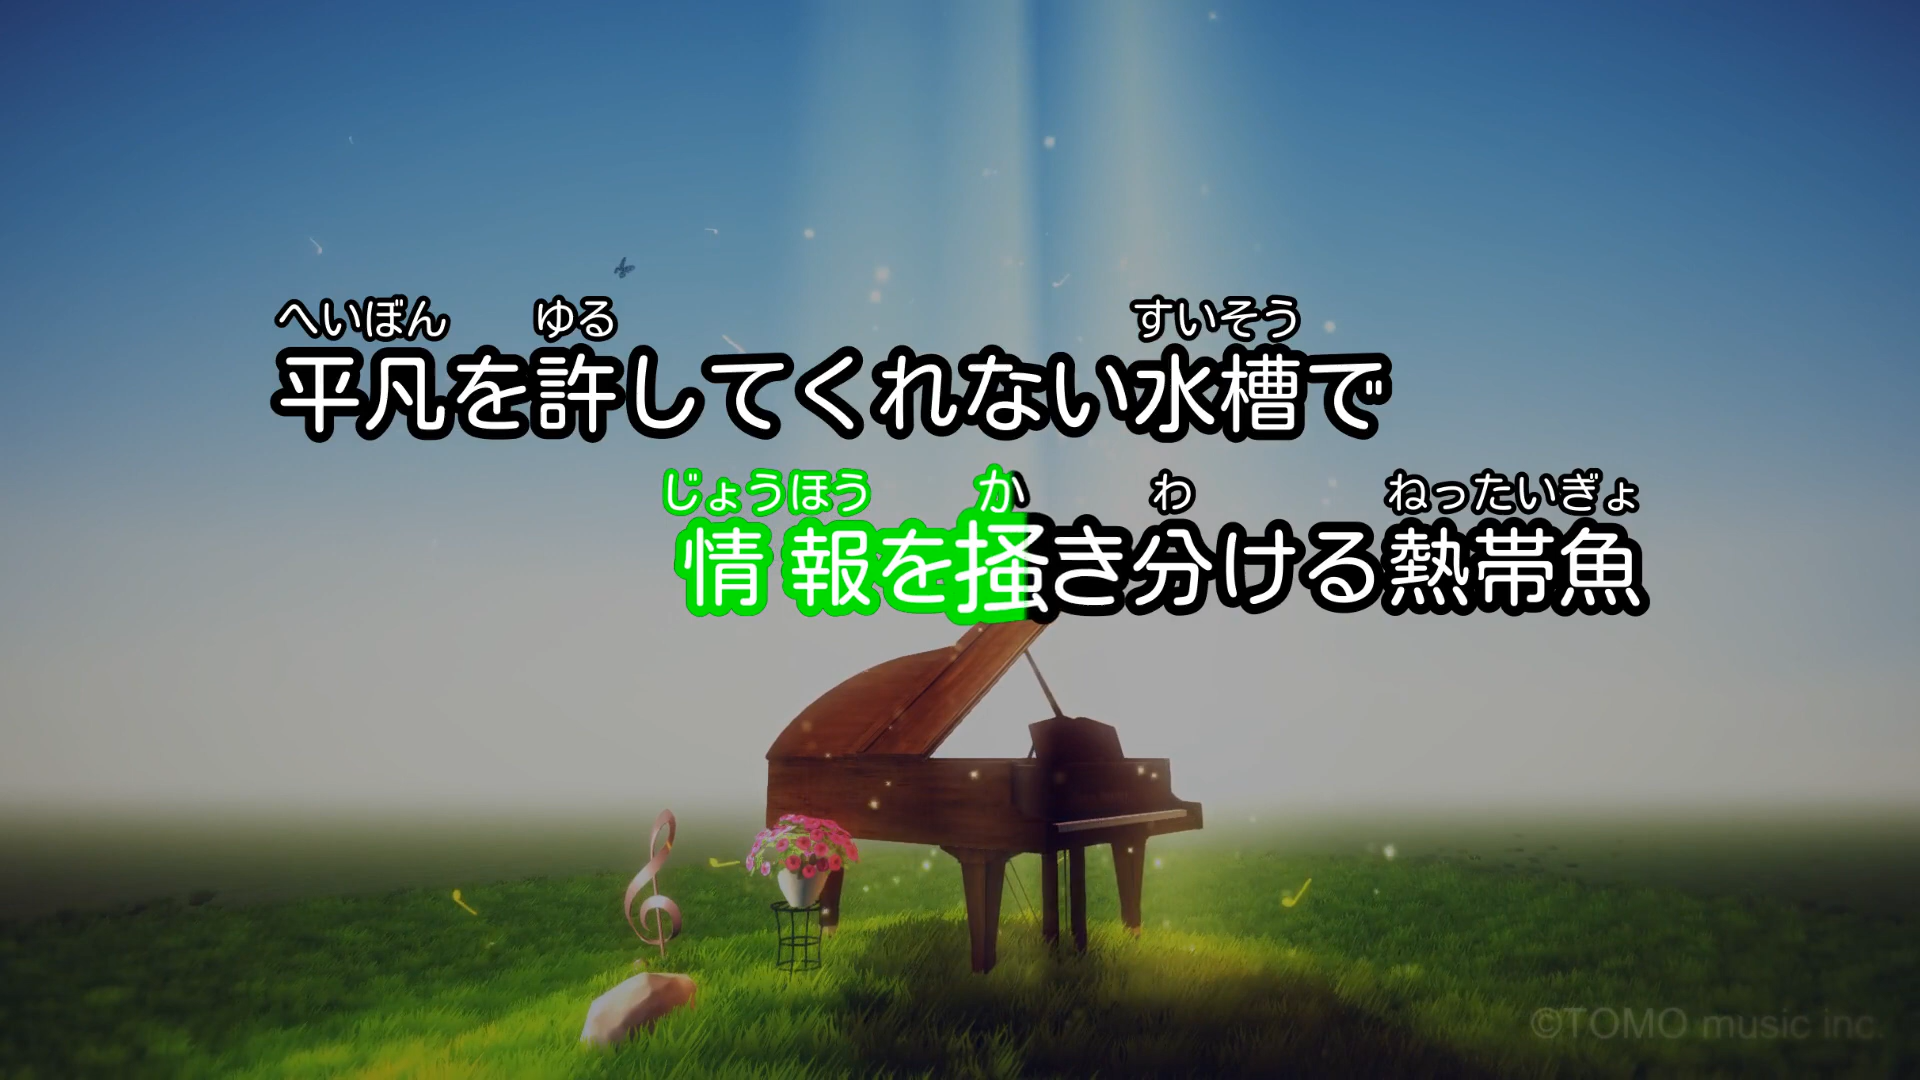 へいぼん ゆる すいそう
平凡を許してくれない水槽で
じょうほう か わ ねったいぎょ
情報を掻き分ける熱帯魚
©TOMO music inc.